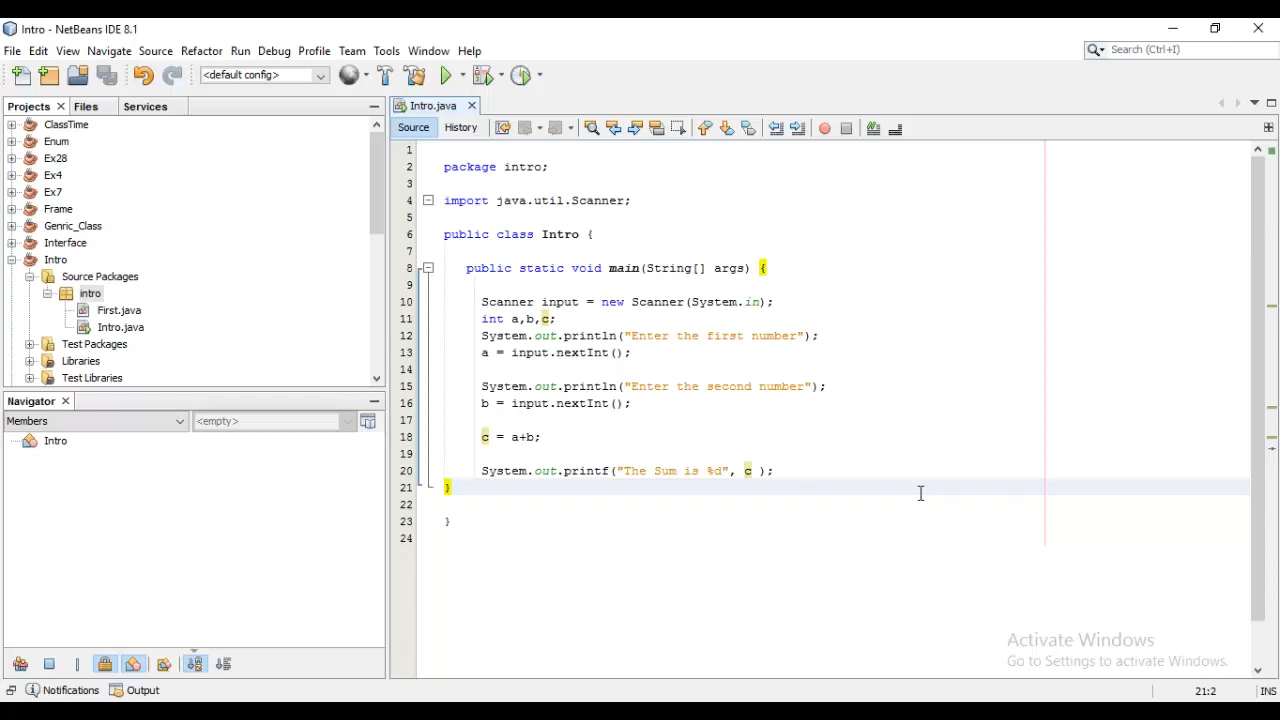 Intro - NetBeans IDE 8.1
File Edit View Navigate Source Refactor Run Debug Profile Team Tools Window Help
Search (Ctrl+I)
<default config>
Projects Files Services
ClassTime
Enum
Ex28
Ex4
Ex7
Frame
Genric_Class
Interface
Intro
Source Packages
intro
First.java
Intro.java
Test Packages
Libraries
Test Libraries
Navigator
Members <empty>
Intro
Intro.java
Source History
1
2 package intro;
3
4 import java.util.Scanner;
5
6 public class Intro {
7
8 public static void main(String[] args) {
9
10 Scanner input = new Scanner(System.in);
11 int a,b,c;
12 System.out.println("Enter the first number");
13 a = input.nextInt();
14
15 System.out.println("Enter the second number");
16 b = input.nextInt();
17
18 c = a+b;
19
20 System.out.printf("The Sum is %d", c );
21 }
22
23 }
24
Activate Windows
Go to Settings to activate Windows.
Notifications Output
21:2 INS